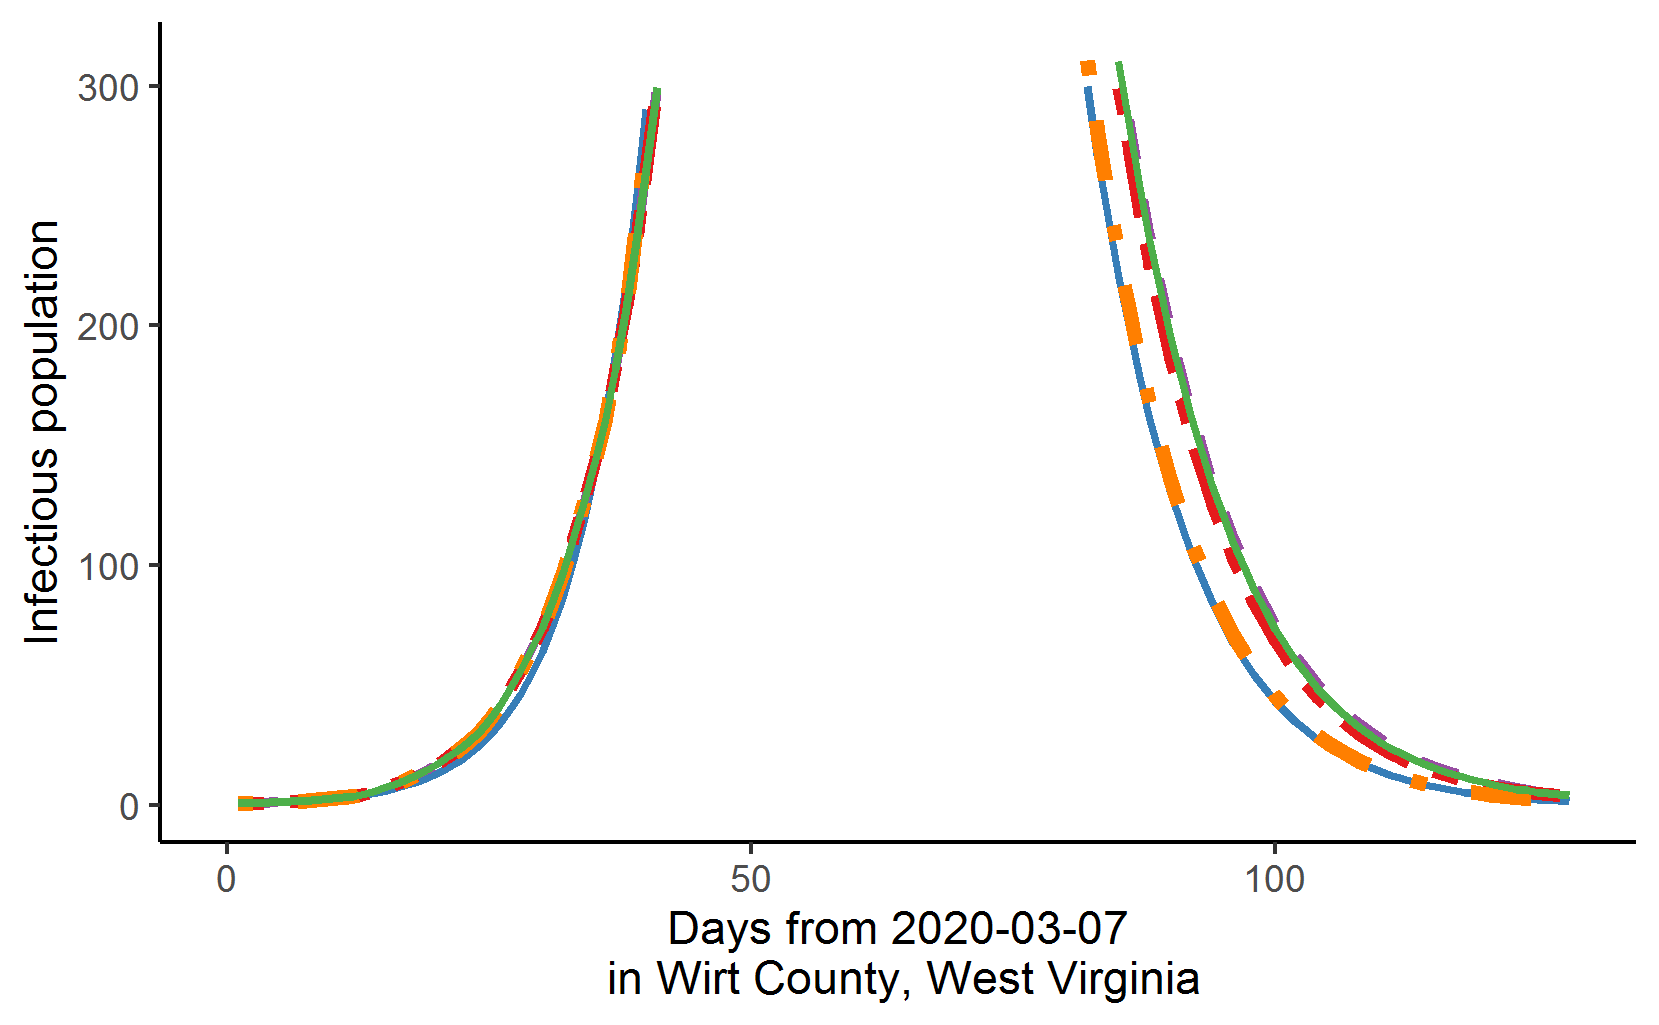 Infectious population
300
200
100
0
0
50
100
Days from 2020-03-07
in Wirt County, West Virginia